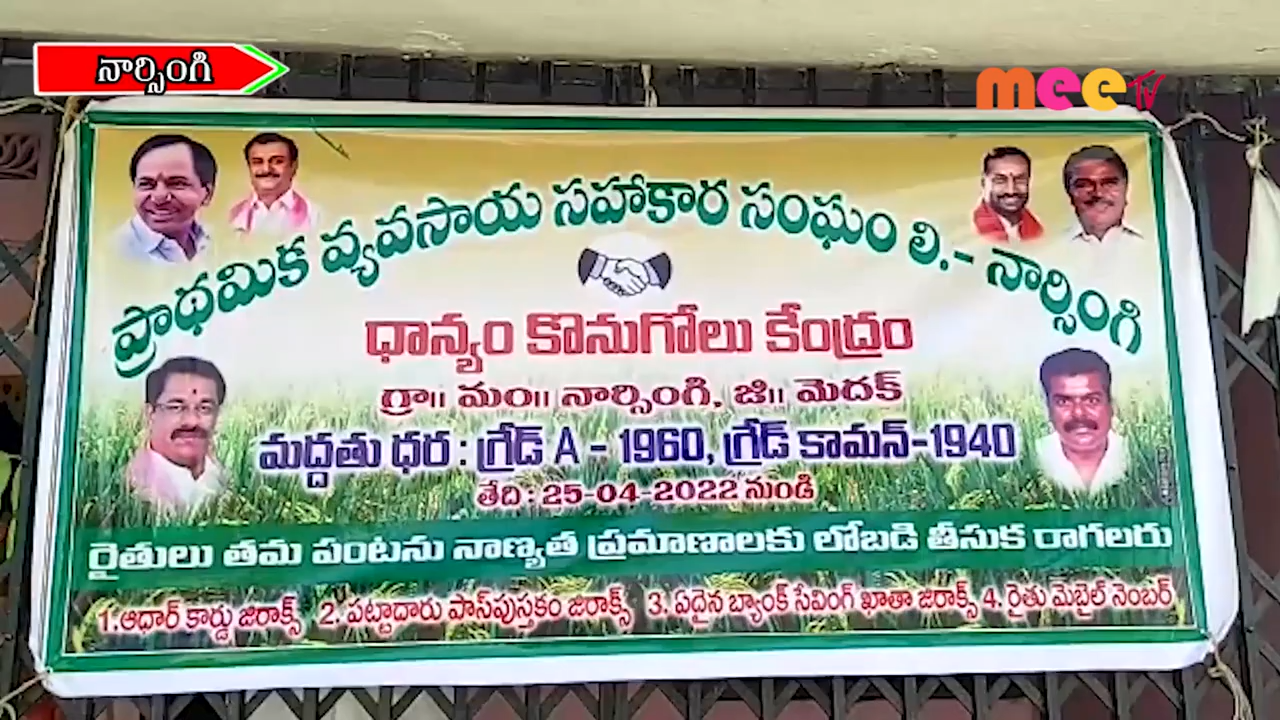 నార్సింగి
mee TV
ప్రాథమిక వ్యవసాయ సహాకార సంఘం లి.- నార్సింగి
ధాన్యం కొనుగోలు కేంద్రం
గ్రా॥ మం॥ నార్సింగి, జి॥ మెదక్
మద్దతు ధర : గ్రేడ్ A - 1960, గ్రేడ్ కామన్-1940
తేది : 25-04-2022 నుండి
రైతులు తమ పంటను నాణ్యత ప్రమాణాలకు లోబడి తీసుక రాగలరు
1.ఆధార్ కార్డు జిరాక్స్ 2. పట్టాదారు పాస్‌పుస్తకం జిరాక్స్ 3. ఏదైన బ్యాంక్ సేవింగ్ ఖాతా జిరాక్స్ 4. రైతు మెబైల్ నెంబర్